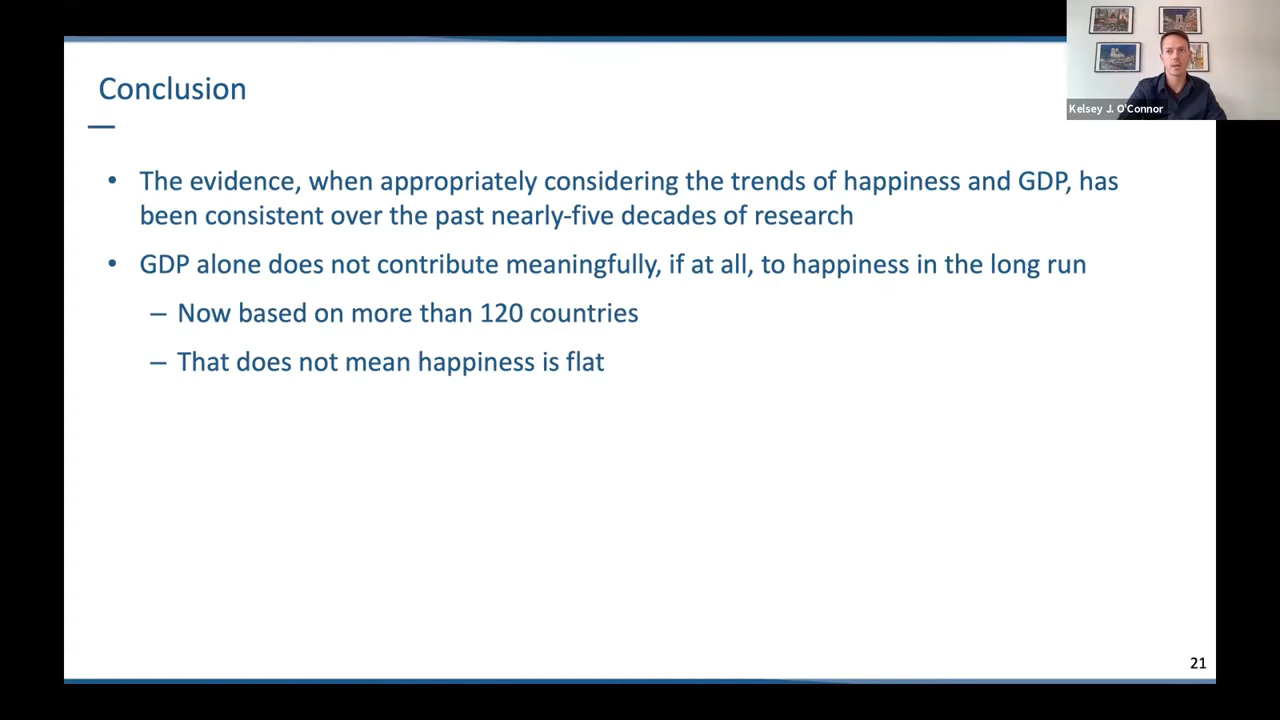 Conclusion
Kelsey J. O'Connor
• The evidence, when appropriately considering the trends of happiness and GDP, has
been consistent over the past nearly-five decades of research
• GDP alone does not contribute meaningfully, if at all, to happiness in the long run
– Now based on more than 120 countries
– That does not mean happiness is flat
21